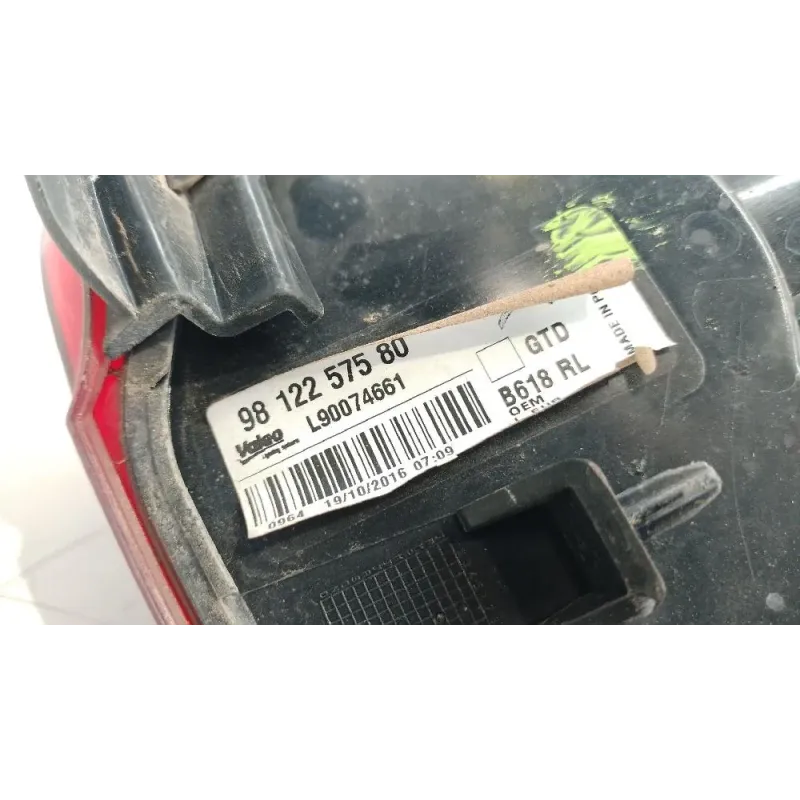 98 122 575 80
GTD
MADE IN P
Valeo
L90074661
B618 RL
OEM
0964 19/10/2016 07:09